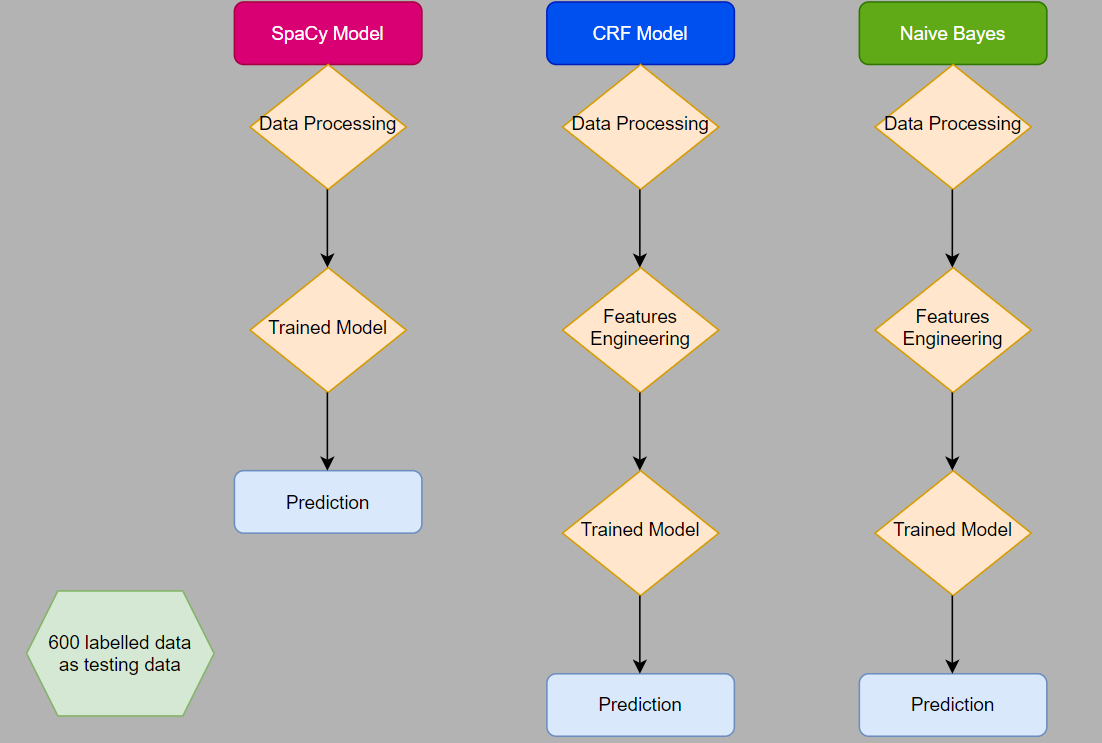 SpaCy Model
CRF Model
Naive Bayes
Data Processing
Data Processing
Data Processing
Trained Model
Features
Engineering
Features
Engineering
Prediction
Trained Model
Trained Model
600 labelled data
as testing data
Prediction
Prediction